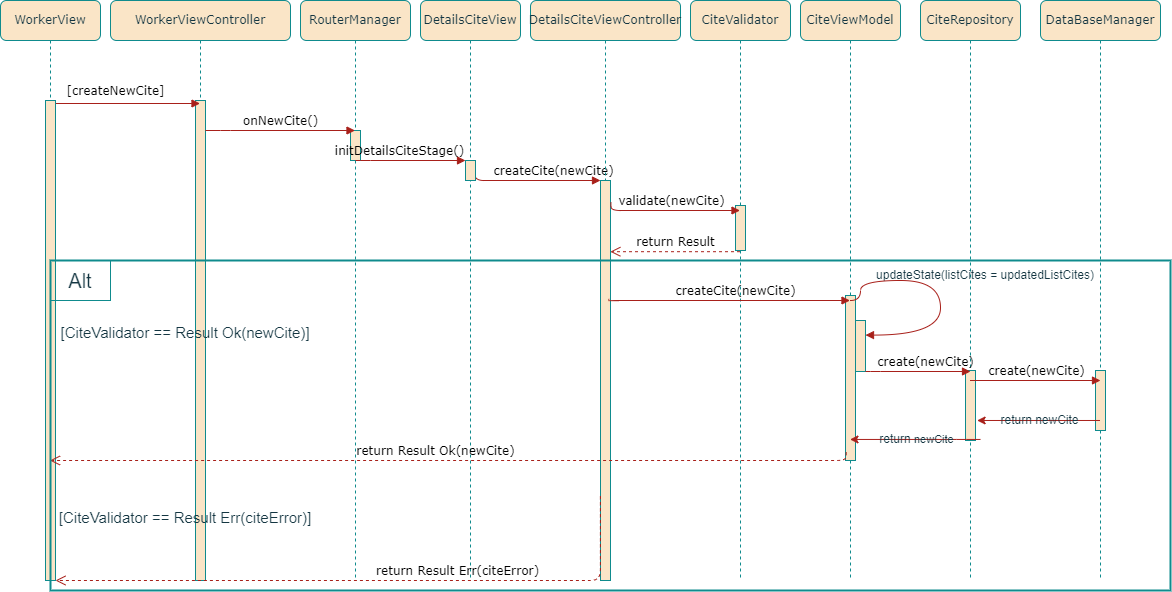 WorkerView
WorkerViewController
RouterManager
DetailsCiteView
DetailsCiteViewController
CiteValidator
CiteViewModel
CiteRepository
DataBaseManager
[createNewCite]
onNewCite()
initDetailsCiteStage()
createCite(newCite)
validate(newCite)
return Result
Alt
updateState(listCites = updatedListCites)
createCite(newCite)
[CiteValidator == Result Ok(newCite)]
create(newCite)
create(newCite)
return newCite
return newCite
return Result Ok(newCite)
[CiteValidator == Result Err(citeError)]
return Result Err(citeError)